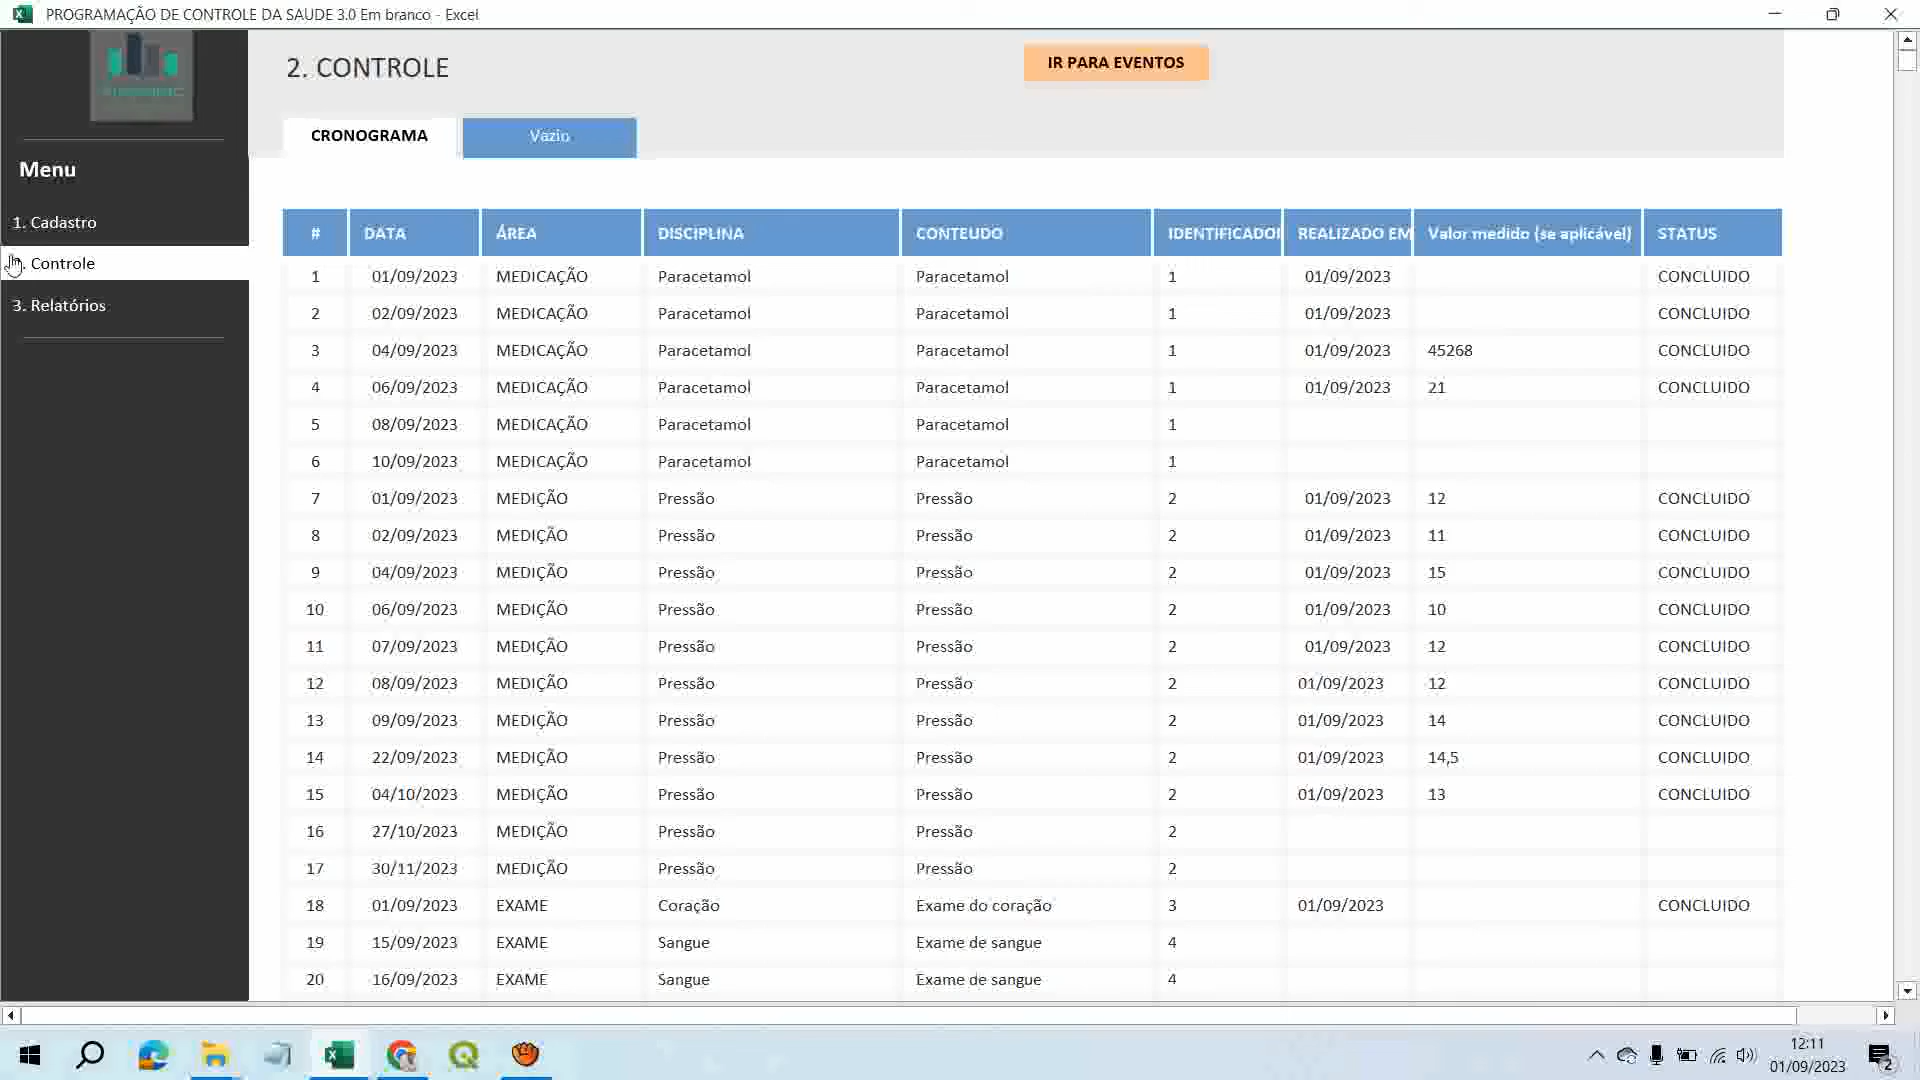 PROGRAMAÇÃO DE CONTROLE DA SAUDE 3.0 Em branco - Excel
2. CONTROLE
IR PARA EVENTOS
CRONOGRAMA
Vazio
Menu
1. Cadastro
. Controle
3. Relatórios
# DATA ÁREA DISCIPLINA CONTEUDO IDENTIFICADOR REALIZADO EM Valor medido (se aplicável) STATUS
1 01/09/2023 MEDICAÇÃO Paracetamol Paracetamol 1 01/09/2023 CONCLUIDO
2 02/09/2023 MEDICAÇÃO Paracetamol Paracetamol 1 01/09/2023 CONCLUIDO
3 04/09/2023 MEDICAÇÃO Paracetamol Paracetamol 1 01/09/2023 45268 CONCLUIDO
4 06/09/2023 MEDICAÇÃO Paracetamol Paracetamol 1 01/09/2023 21 CONCLUIDO
5 08/09/2023 MEDICAÇÃO Paracetamol Paracetamol 1
6 10/09/2023 MEDICAÇÃO Paracetamol Paracetamol 1
7 01/09/2023 MEDIÇÃO Pressão Pressão 2 01/09/2023 12 CONCLUIDO
8 02/09/2023 MEDIÇÃO Pressão Pressão 2 01/09/2023 11 CONCLUIDO
9 04/09/2023 MEDIÇÃO Pressão Pressão 2 01/09/2023 15 CONCLUIDO
10 06/09/2023 MEDIÇÃO Pressão Pressão 2 01/09/2023 10 CONCLUIDO
11 07/09/2023 MEDIÇÃO Pressão Pressão 2 01/09/2023 12 CONCLUIDO
12 08/09/2023 MEDIÇÃO Pressão Pressão 2 01/09/2023 12 CONCLUIDO
13 09/09/2023 MEDIÇÃO Pressão Pressão 2 01/09/2023 14 CONCLUIDO
14 22/09/2023 MEDIÇÃO Pressão Pressão 2 01/09/2023 14,5 CONCLUIDO
15 04/10/2023 MEDIÇÃO Pressão Pressão 2 01/09/2023 13 CONCLUIDO
16 27/10/2023 MEDIÇÃO Pressão Pressão 2
17 30/11/2023 MEDIÇÃO Pressão Pressão 2
18 01/09/2023 EXAME Coração Exame do coração 3 01/09/2023 CONCLUIDO
19 15/09/2023 EXAME Sangue Exame de sangue 4
20 16/09/2023 EXAME Sangue Exame de sangue 4
12:11
01/09/2023
2